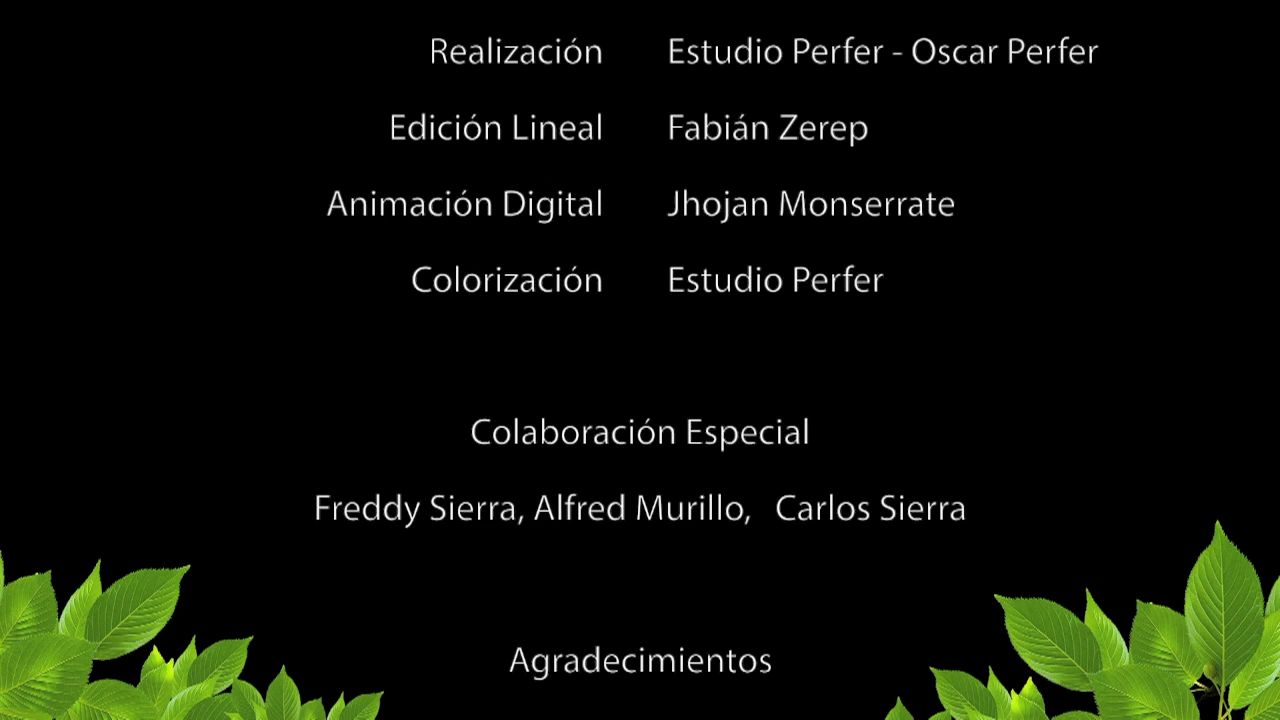 Realización Estudio Perfer - Oscar Perfer
Edición Lineal Fabián Zerep
Animación Digital Jhojan Monserrate
Colorización Estudio Perfer
Colaboración Especial
Freddy Sierra, Alfred Murillo, Carlos Sierra
Agradecimientos